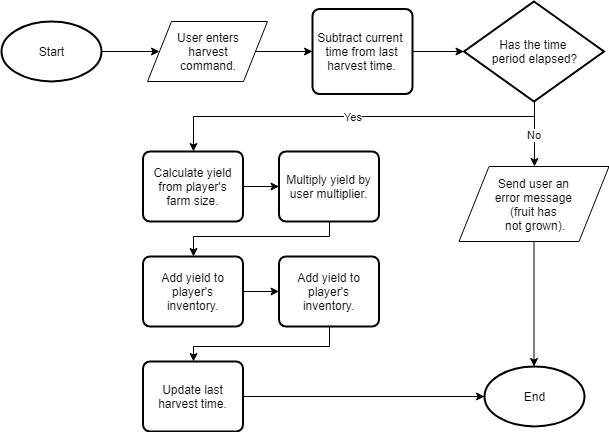 Start
User enters
harvest
command.
Subtract current
time from last
harvest time.
Has the time
period elapsed?
Yes
No
Calculate yield
from player's
farm size.
Multiply yield by
user multiplier.
Send user an
error message
(fruit has
not grown).
Add yield to
player's
inventory.
Add yield to
player's
inventory.
Update last
harvest time.
End